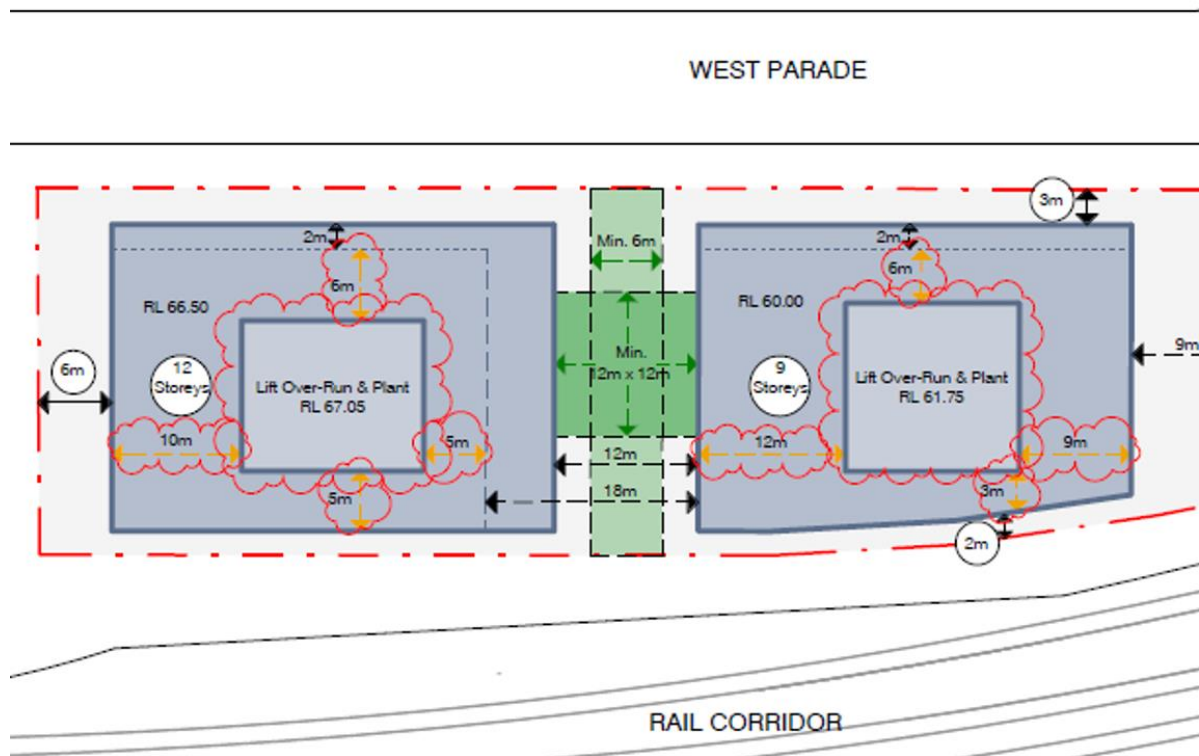 WEST PARADE
3m
2m
Min. 6m
2m
6m
6m
RL 66.50
RL 60.00
9m
6m
12
Storeys
Lift Over-Run & Plant
RL 67.05
Min.
12m x 12m
9
Storeys
Lift Over-Run & Plant
RL 61.75
10m
5m
12m
12m
9m
5m
18m
3m
2m
RAIL CORRIDOR